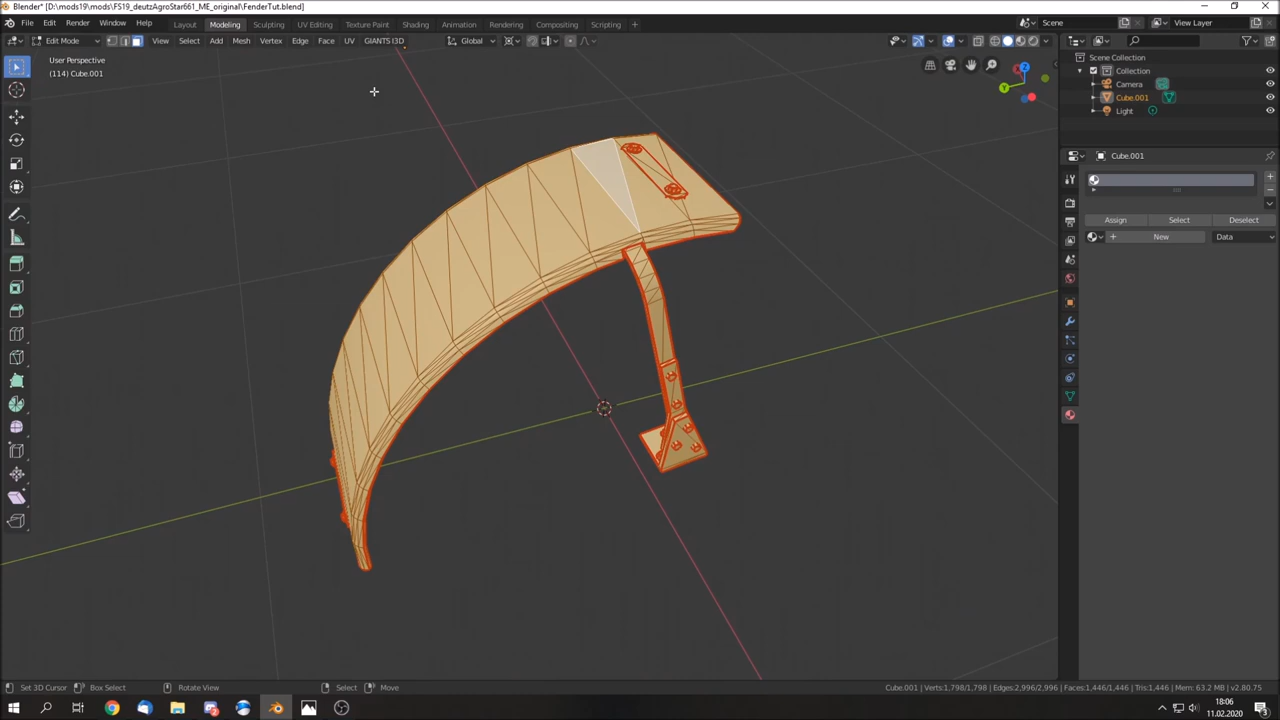 Blender* [D:\mods19\mods\FS19_deutzAgroStar661_ME_original\FenderTut.blend]
File Edit Render Window Help Layout Modeling Sculpting UV Editing Texture Paint Shading Animation Rendering Compositing Scripting Scene View Layer
Edit Mode View Select Add Mesh Vertex Edge Face UV GIANTS I3D Global
User Perspective
(114) Cube.001
Z
Y
Scene Collection
Collection
Camera
Cube.001
Light
Cube.001
Assign Select Deselect
New Data
Set 3D Cursor Box Select Rotate View Select Move Cube.001 | Verts:1,798/1,798 | Edges:2,996/2,996 | Faces:1,446/1,446 | Tris:1,446 | Mem: 63.2 MB | v2.80.75
18:06
11.02.2020
3